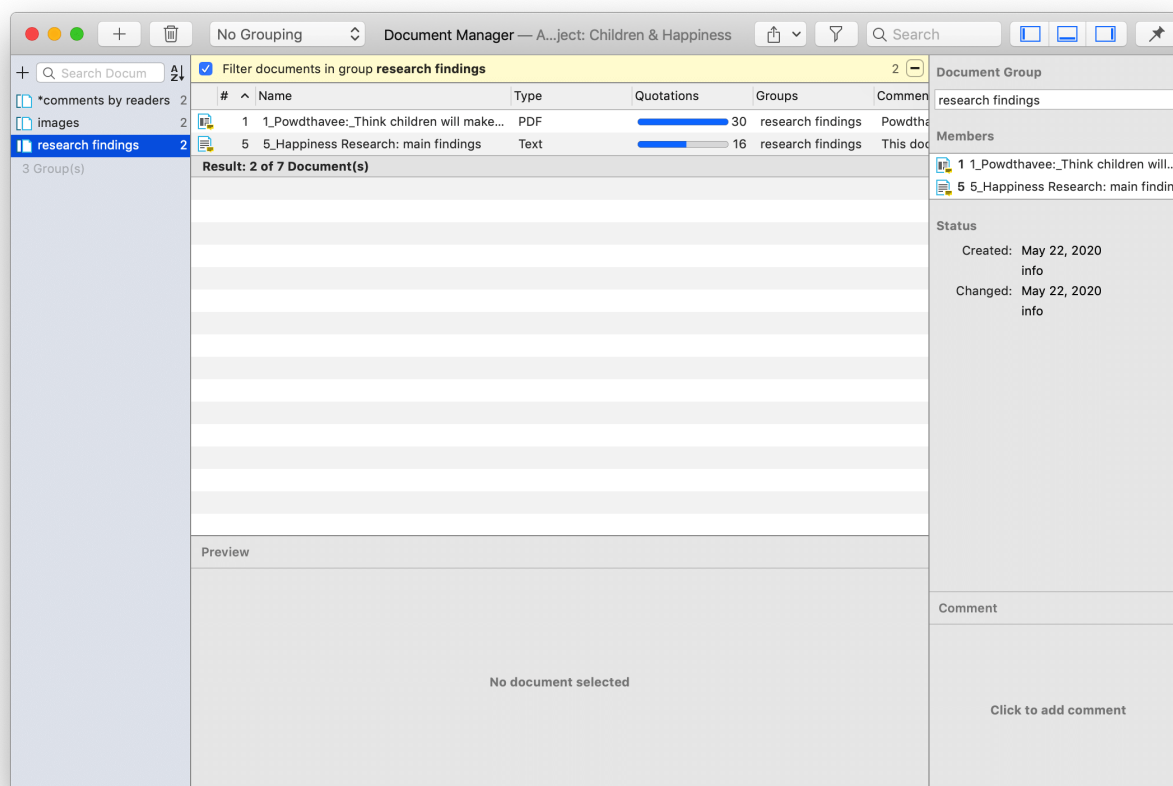 No Grouping
Document Manager — A...ject: Children & Happiness
Search
Search Docum
*comments by readers 2
images 2
research findings 2
3 Group(s)
Filter documents in group research findings 2
# Name Type Quotations Groups Commen
1 1_Powdthavee:_Think children will make... PDF 30 research findings Powdtha
5 5_Happiness Research: main findings Text 16 research findings This doc
Result: 2 of 7 Document(s)
Preview
No document selected
Document Group
research findings
Members
1 1_Powdthavee:_Think children will...
5 5_Happiness Research: main findin
Status
Created: May 22, 2020
info
Changed: May 22, 2020
info
Comment
Click to add comment